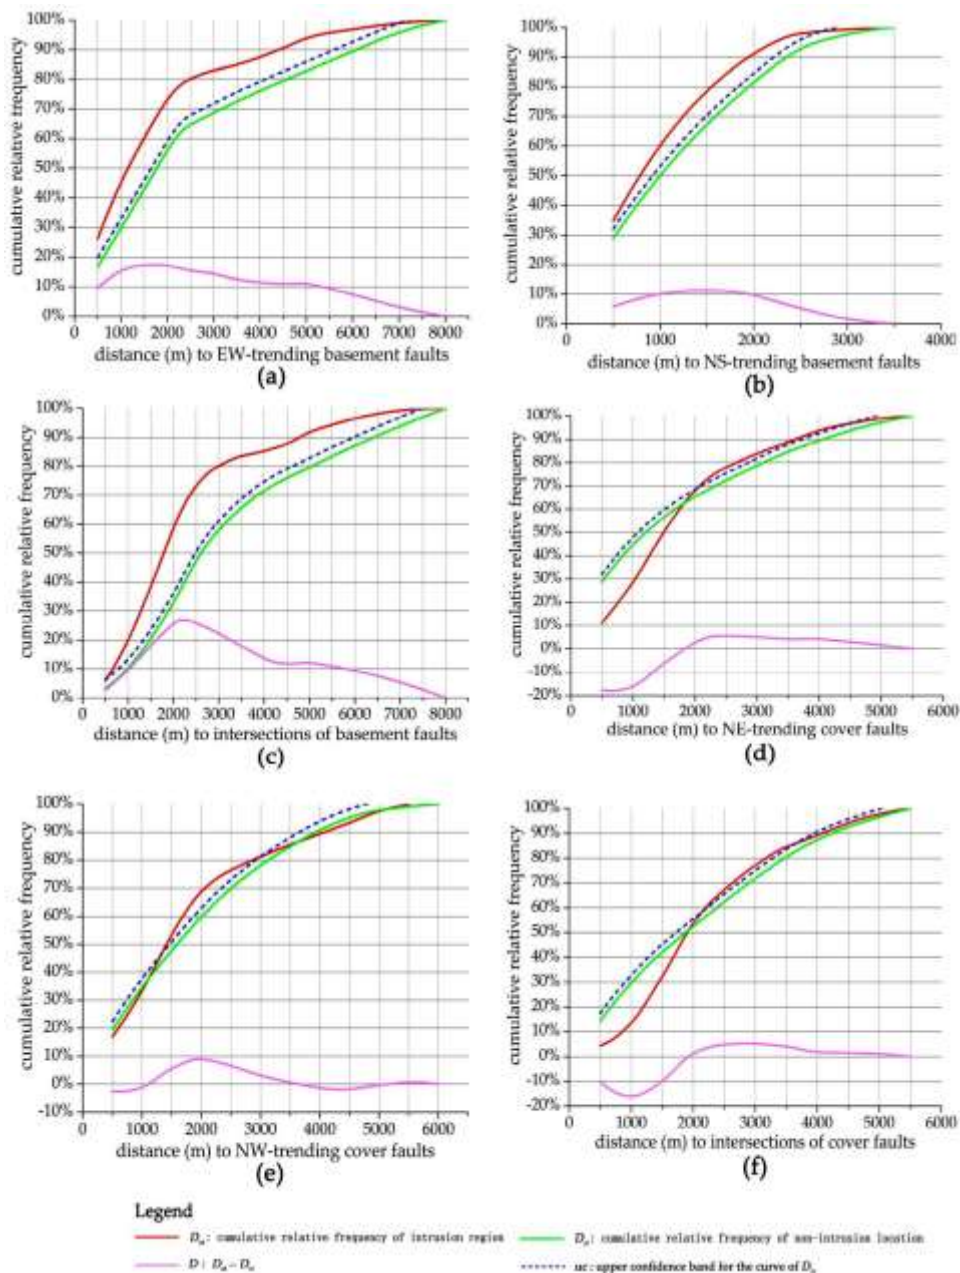 cumulative relative frequency
100%
90%
80%
70%
60%
50%
40%
30%
20%
10%
0%
0 1000 2000 3000 4000 5000 6000 7000 8000
distance (m) to EW-trending basement faults
(a)
cumulative relative frequency
100%
90%
80%
70%
60%
50%
40%
30%
20%
10%
0%
0 1000 2000 3000 4000
distance (m) to NS-trending basement faults
(b)
cumulative relative frequency
100%
90%
80%
70%
60%
50%
40%
30%
20%
10%
0%
0 1000 2000 3000 4000 5000 6000 7000 8000
distance (m) to intersections of basement faults
(c)
cumulative relative frequency
100%
90%
80%
70%
60%
50%
40%
30%
20%
10%
0%
-10%
-20%
0 1000 2000 3000 4000 5000 6000
distance (m) to NE-trending cover faults
(d)
cumulative relative frequency
100%
90%
80%
70%
60%
50%
40%
30%
20%
10%
0%
-10%
0 1000 2000 3000 4000 5000 6000
distance (m) to NW-trending cover faults
(e)
cumulative relative frequency
100%
90%
80%
70%
60%
50%
40%
30%
20%
10%
0%
-10%
-20%
0 1000 2000 3000 4000 5000 6000
distance (m) to intersections of cover faults
(f)
Legend
: cumulative relative frequency of intrusion region
: cumulative relative frequency of non-intrusion location
D :
uc : upper confidence band for the curve of